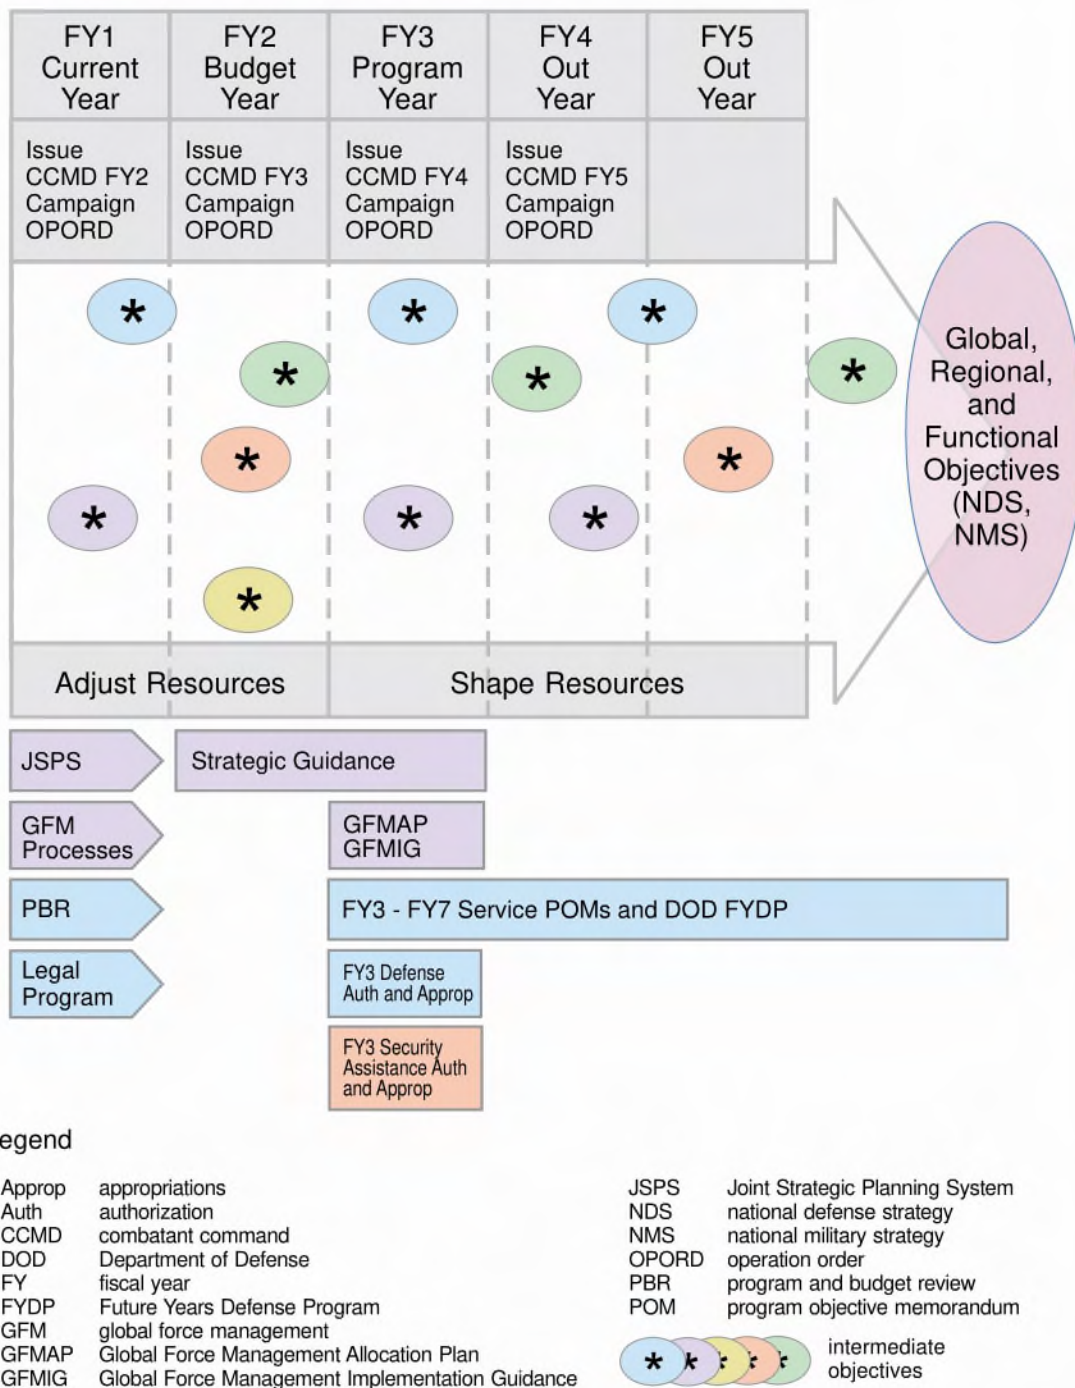 FY1
Current
Year
FY2
Budget
Year
FY3
Program
Year
FY4
Out
Year
FY5
Out
Year
Issue
CCMD FY2
Campaign
OPORD
Issue
CCMD FY3
Campaign
OPORD
Issue
CCMD FY4
Campaign
OPORD
Issue
CCMD FY5
Campaign
OPORD
*
*
*
*
*
*
*
*
*
*
*
*
Global,
Regional,
and
Functional
Objectives
(NDS,
NMS)
Adjust Resources
Shape Resources
JSPS
Strategic Guidance
GFM
Processes
GFMAP
GFMIG
PBR
FY3 - FY7 Service POMs and DOD FYDP
Legal
Program
FY3 Defense
Auth and Approp
FY3 Security
Assistance Auth
and Approp
egend
Approp appropriations
Auth authorization
CCMD combatant command
DOD Department of Defense
FY fiscal year
FYDP Future Years Defense Program
GFM global force management
GFMAP Global Force Management Allocation Plan
GFMIG Global Force Management Implementation Guidance
JSPS Joint Strategic Planning System
NDS national defense strategy
NMS national military strategy
OPORD operation order
PBR program and budget review
POM program objective memorandum
* * * * *
intermediate
objectives